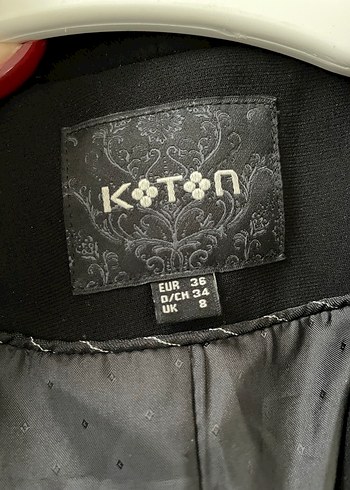 KOTON
EUR 36
D/CH 34
UK 8